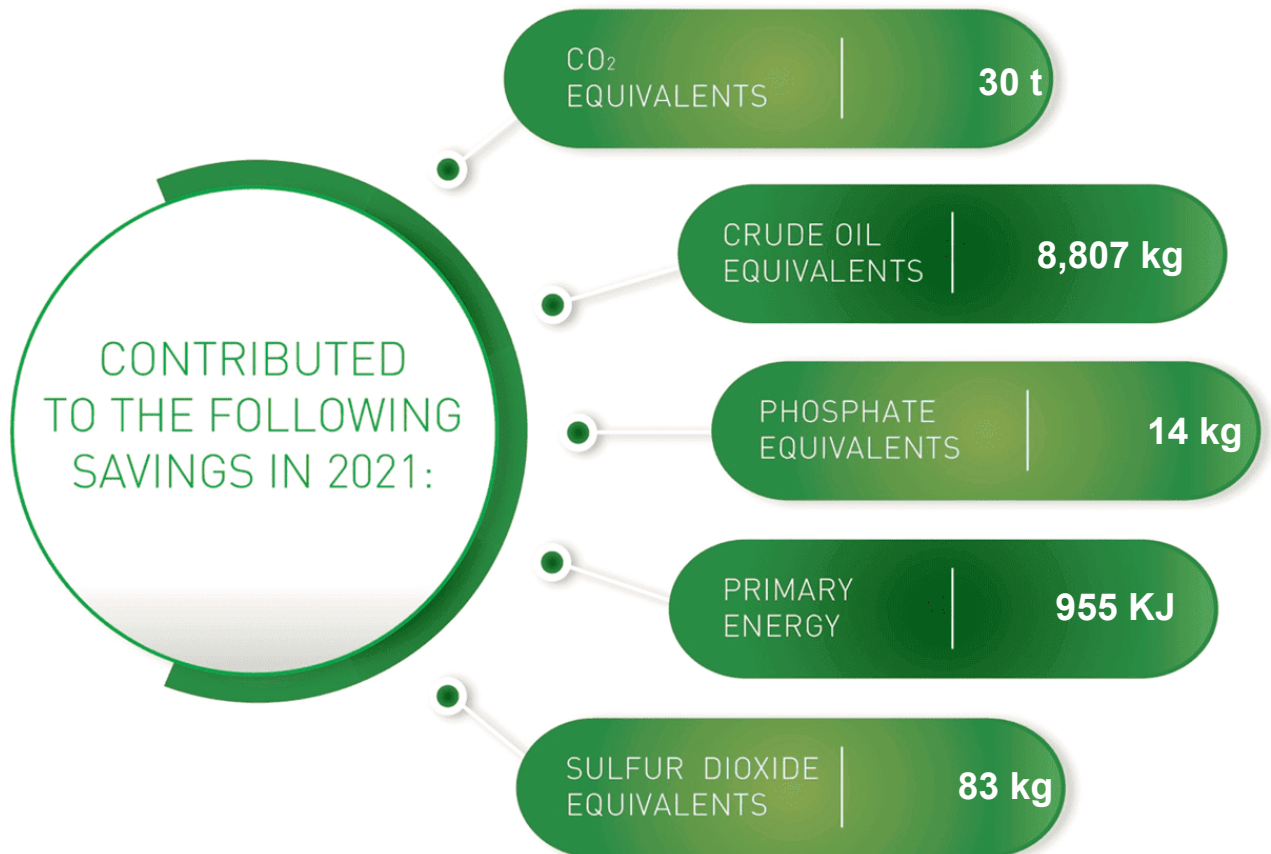 CONTRIBUTED
TO THE FOLLOWING
SAVINGS IN 2021:
CO₂
EQUIVALENTS
30 t
CRUDE OIL
EQUIVALENTS
8,807 kg
PHOSPHATE
EQUIVALENTS
14 kg
PRIMARY
ENERGY
955 KJ
SULFUR DIOXIDE
EQUIVALENTS
83 kg